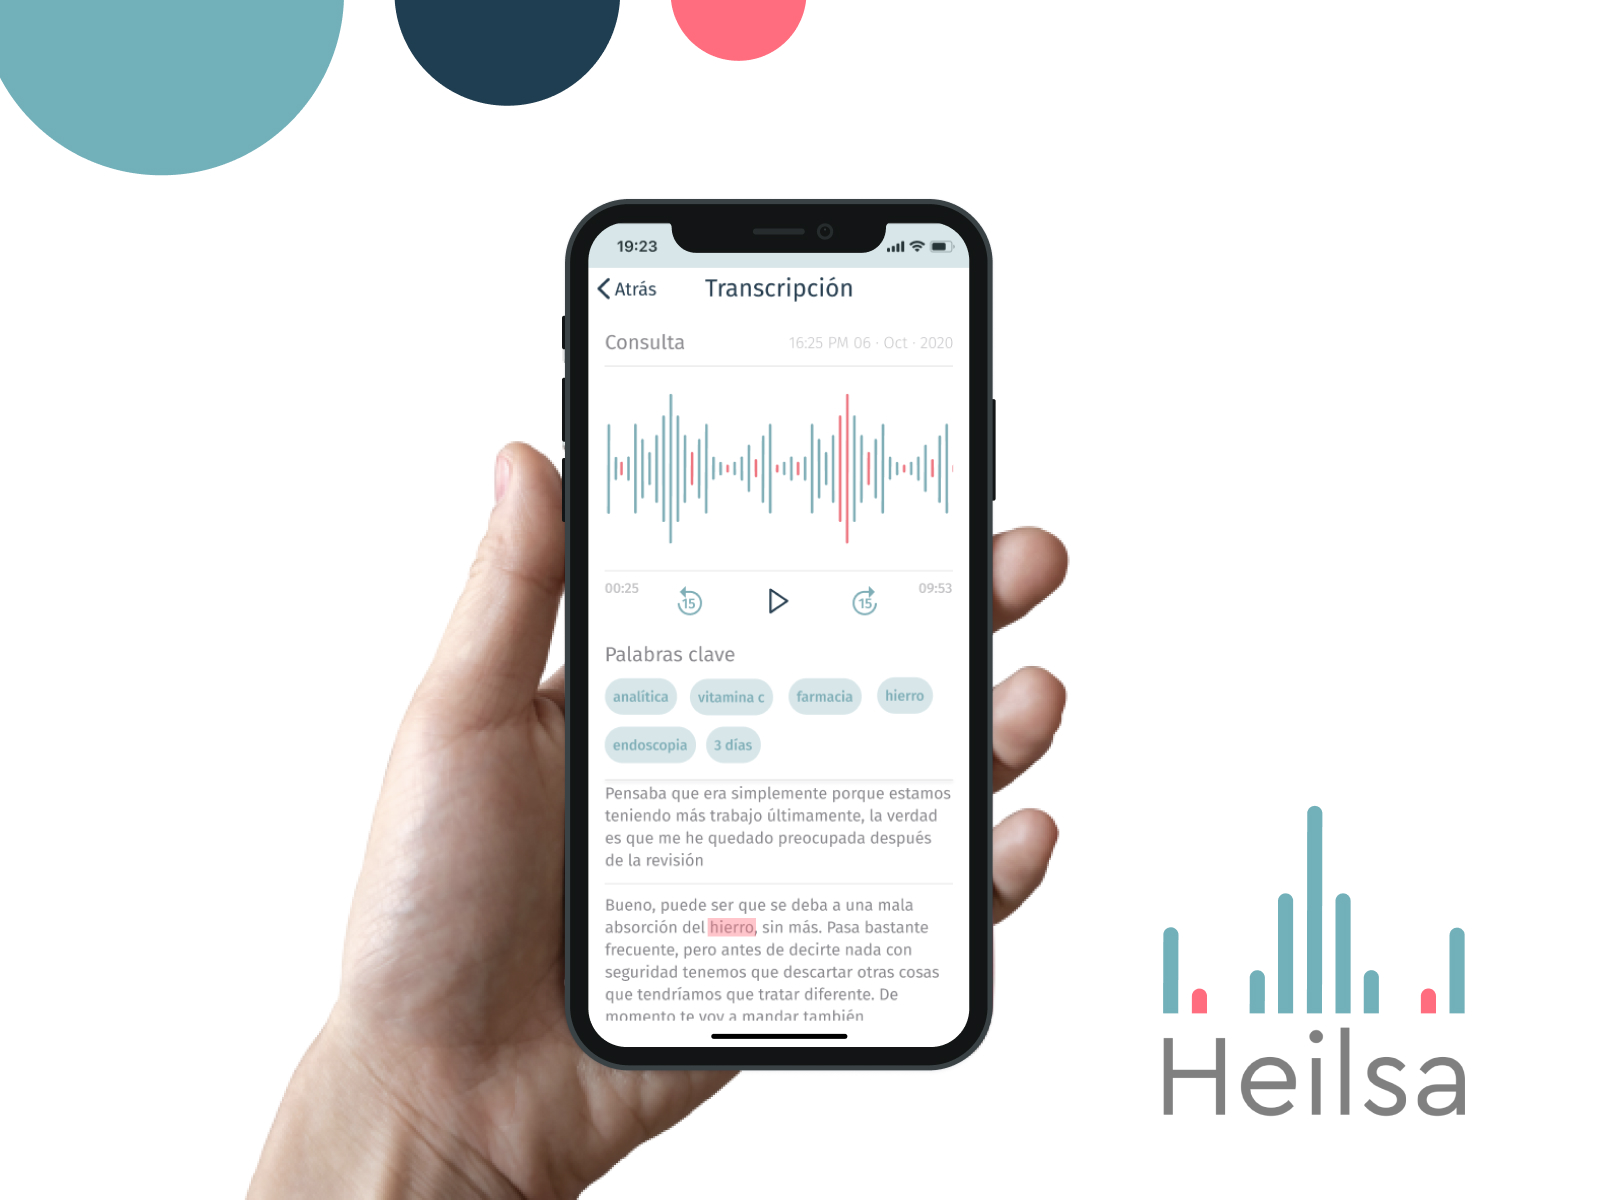 19:23
Atrás
Transcripción
Consulta
16:25 PM 06 · Oct · 2020
00:25
15
15
09:53
Palabras clave
analítica
vitamina c
farmacia
hierro
endoscopia
3 días
Pensaba que era simplemente porque estamos
teniendo más trabajo últimamente, la verdad
es que me he quedado preocupada después
de la revisión
Bueno, puede ser que se deba a una mala
absorción del hierro, sin más. Pasa bastante
frecuente, pero antes de decirte nada con
seguridad tenemos que descartar otras cosas
que tendríamos que tratar diferente. De
momento te voy a mandar también
Heilsa